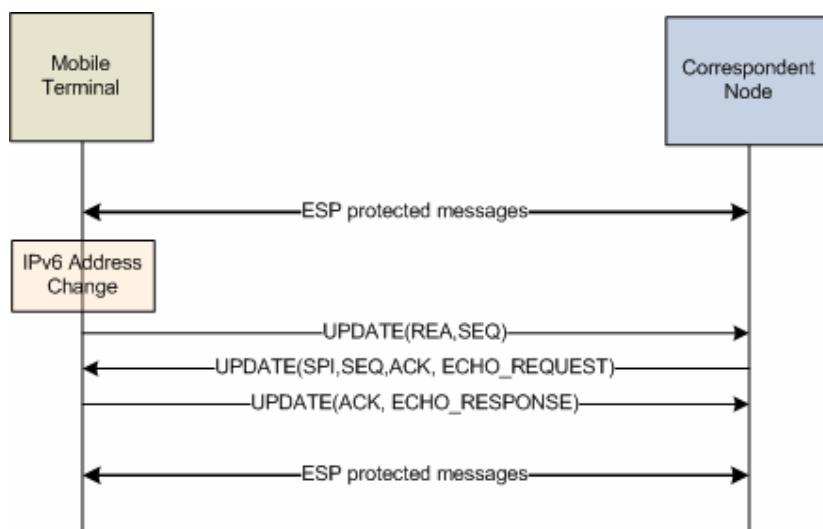 Mobile
Terminal
Correspondent
Node
ESP protected messages
IPv6 Address
Change
UPDATE(REA,SEQ)
UPDATE(SPI,SEQ,ACK, ECHO_REQUEST)
UPDATE(ACK, ECHO_RESPONSE)
ESP protected messages